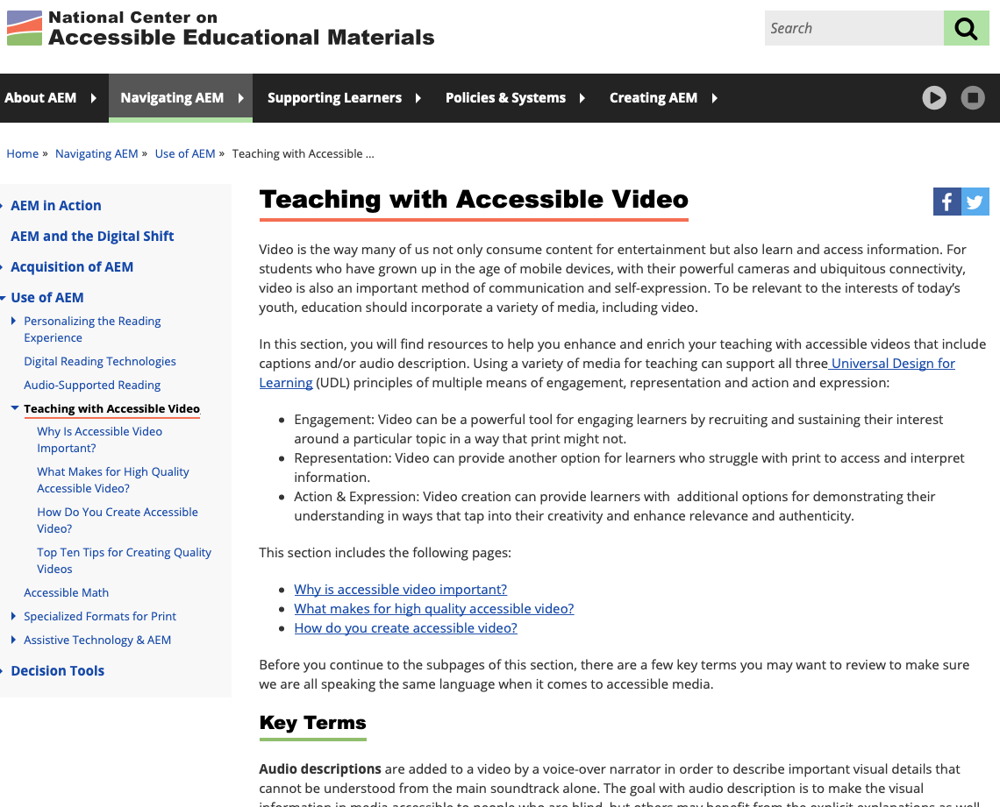 National Center on
Accessible Educational Materials
Search
About AEM
Navigating AEM
Supporting Learners
Policies & Systems
Creating AEM
Home » Navigating AEM » Use of AEM » Teaching with Accessible ...
AEM in Action
AEM and the Digital Shift
Acquisition of AEM
Use of AEM
Personalizing the Reading
Experience
Digital Reading Technologies
Audio-Supported Reading
Teaching with Accessible Video
Why Is Accessible Video
Important?
What Makes for High Quality
Accessible Video?
How Do You Create Accessible
Video?
Top Ten Tips for Creating Quality
Videos
Accessible Math
Specialized Formats for Print
Assistive Technology & AEM
Decision Tools
Teaching with Accessible Video
Video is the way many of us not only consume content for entertainment but also learn and access information. For
students who have grown up in the age of mobile devices, with their powerful cameras and ubiquitous connectivity,
video is also an important method of communication and self-expression. To be relevant to the interests of today's
youth, education should incorporate a variety of media, including video.
In this section, you will find resources to help you enhance and enrich your teaching with accessible videos that include
captions and/or audio description. Using a variety of media for teaching can support all three Universal Design for
Learning (UDL) principles of multiple means of engagement, representation and action and expression:
• Engagement: Video can be a powerful tool for engaging learners by recruiting and sustaining their interest
around a particular topic in a way that print might not.
• Representation: Video can provide another option for learners who struggle with print to access and interpret
information.
• Action & Expression: Video creation can provide learners with  additional options for demonstrating their
understanding in ways that tap into their creativity and enhance relevance and authenticity.
This section includes the following pages:
• Why is accessible video important?
• What makes for high quality accessible video?
• How do you create accessible video?
Before you continue to the subpages of this section, there are a few key terms you may want to review to make sure
we are all speaking the same language when it comes to accessible media.
Key Terms
Audio descriptions are added to a video by a voice-over narrator in order to describe important visual details that
cannot be understood from the main soundtrack alone. The goal with audio description is to make the visual
information in media accessible to people who are blind, but others may benefit from the explicit explanations as well.